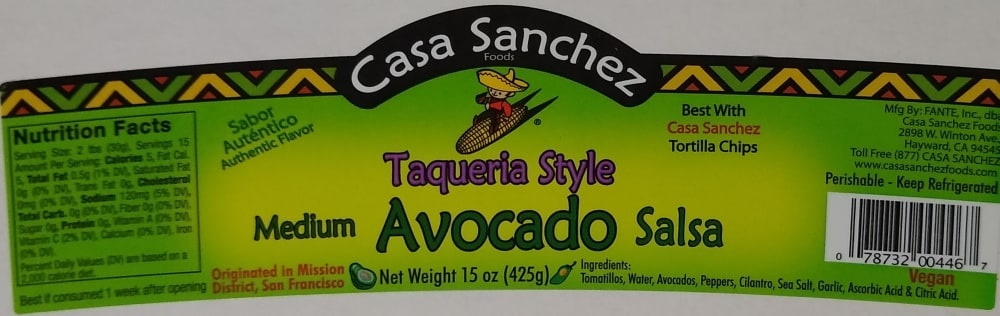 Casa Sanchez
Foods
®
Nutrition Facts
Serving Size: 2 tbs (30g), Servings 15
Amount Per Serving: Calories 5, Fat Cal.
Total Fat 0.5g (1% DV), Saturated Fat
0g (0% DV), Trans Fat 0g, Cholesterol
0mg (0% DV), Sodium 120mg (5% DV),
Total Carb. 0g (0% DV), Fiber 0g (0% DV),
Sugar 0g, Protein 0g, Vitamin A (0% DV),
Vitamin C (2% DV), Calcium (0% DV), Iron
(0% DV).
Percent Daily Values (DV) are based on a
2,000 calorie diet.
Best if consumed 1 week after opening
Sabor
Auténtico
Authentic Flavor
Taqueria Style
Medium Avocado Salsa
Originated in Mission
District, San Francisco
Net Weight 15 oz (425g)
Ingredients:
Tomatillos, Water, Avocados, Peppers, Cilantro, Sea Salt, Garlic, Ascorbic Acid & Citric Acid.
Best With
Casa Sanchez
Tortilla Chips
Mfg By: FANTE, Inc., dba
Casa Sanchez Foods
2898 W. Winton Ave
Hayward, CA 94545
Toll Free (877) CASA SANCHEZ
www.casasanchezfoods.com
Perishable - Keep Refrigerated
0 78732 00446 7
Vegan